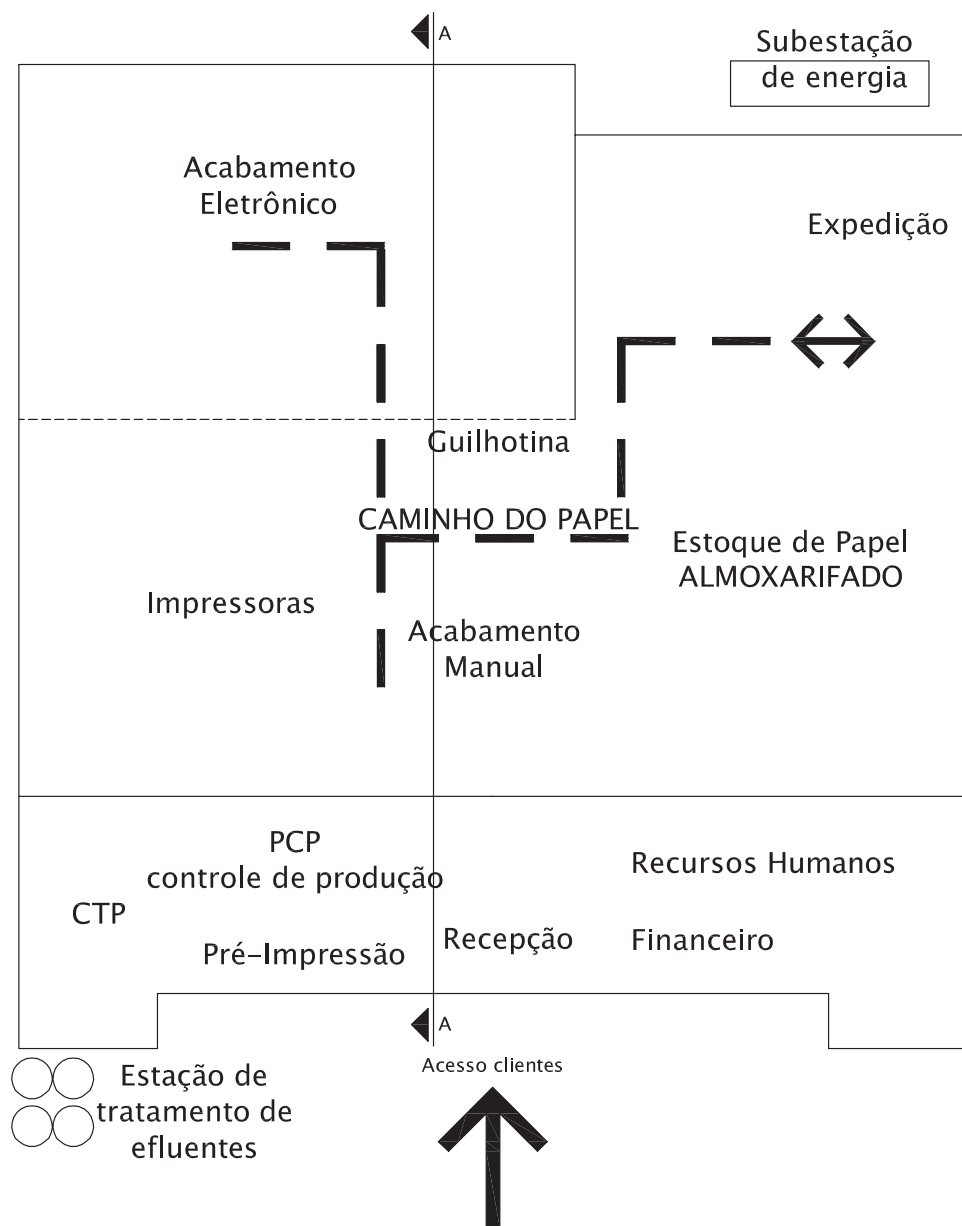 A
Subestação
de energia
Acabamento
Eletrônico
Expedição
Guilhotina
CAMINHO DO PAPEL
Estoque de Papel
ALMOXARIFADO
Impressoras
Acabamento
Manual
PCP
controle de produção
Recursos Humanos
CTP
Recepção
Financeiro
Pré-Impressão
A
Acesso clientes
Estação de
tratamento de
efluentes